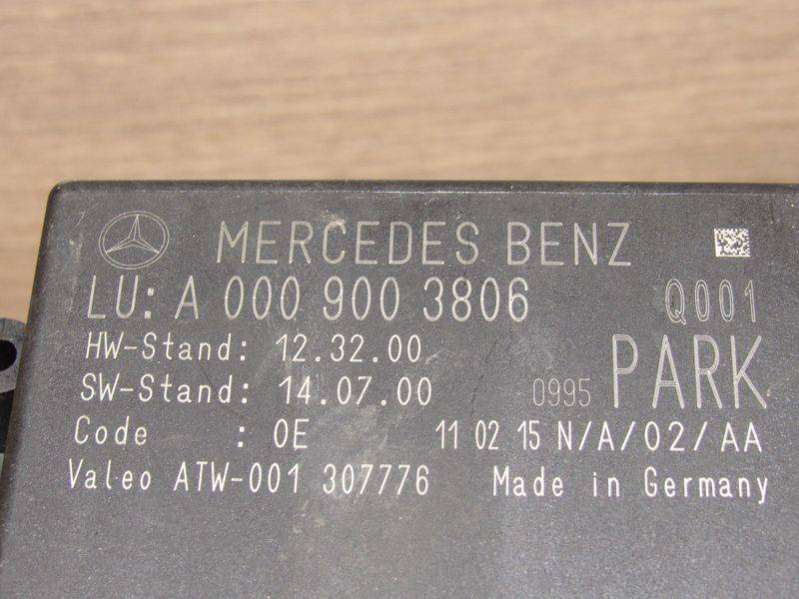 MERCEDES BENZ
LU: A 000 900 3806 Q001
HW-Stand: 12.32.00
SW-Stand: 14.07.00 0995 PARK
Code : 0E 11 02 15 N/A/02/AA
Valeo ATW-001 307776 Made in Germany